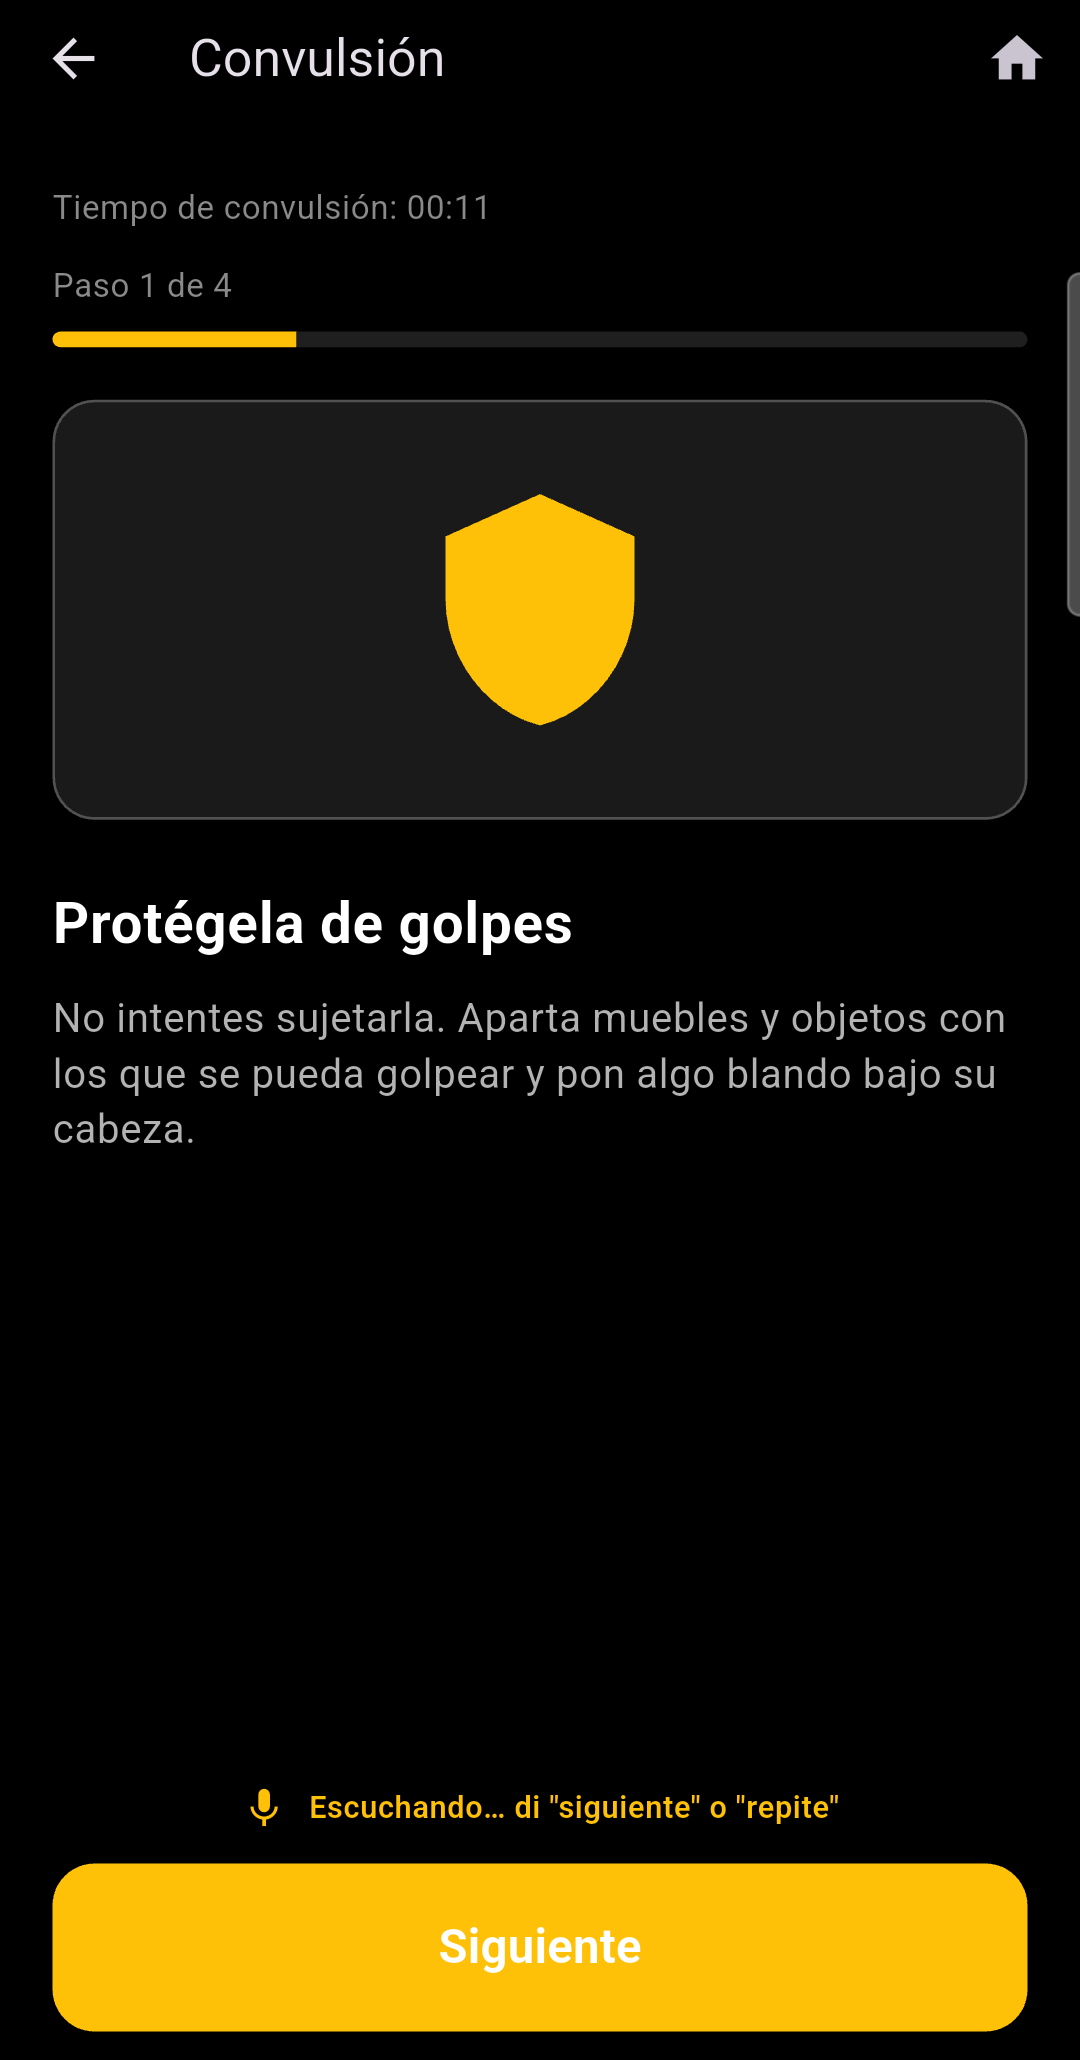 Convulsión
Tiempo de convulsión: 00:11
Paso 1 de 4
Protégela de golpes
No intentes sujetarla. Aparta muebles y objetos con
los que se pueda golpear y pon algo blando bajo su
cabeza.
Escuchando… di "siguiente" o "repite"
Siguiente